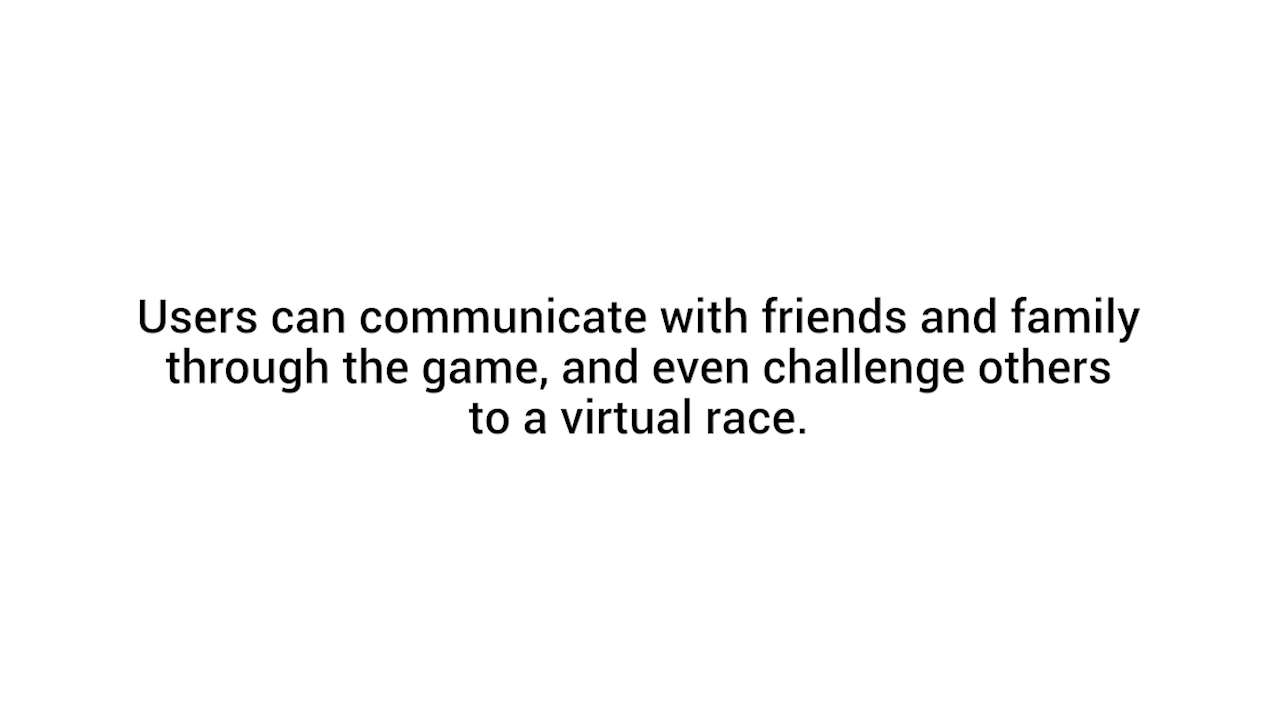 Users can communicate with friends and family
through the game, and even challenge others
to a virtual race.